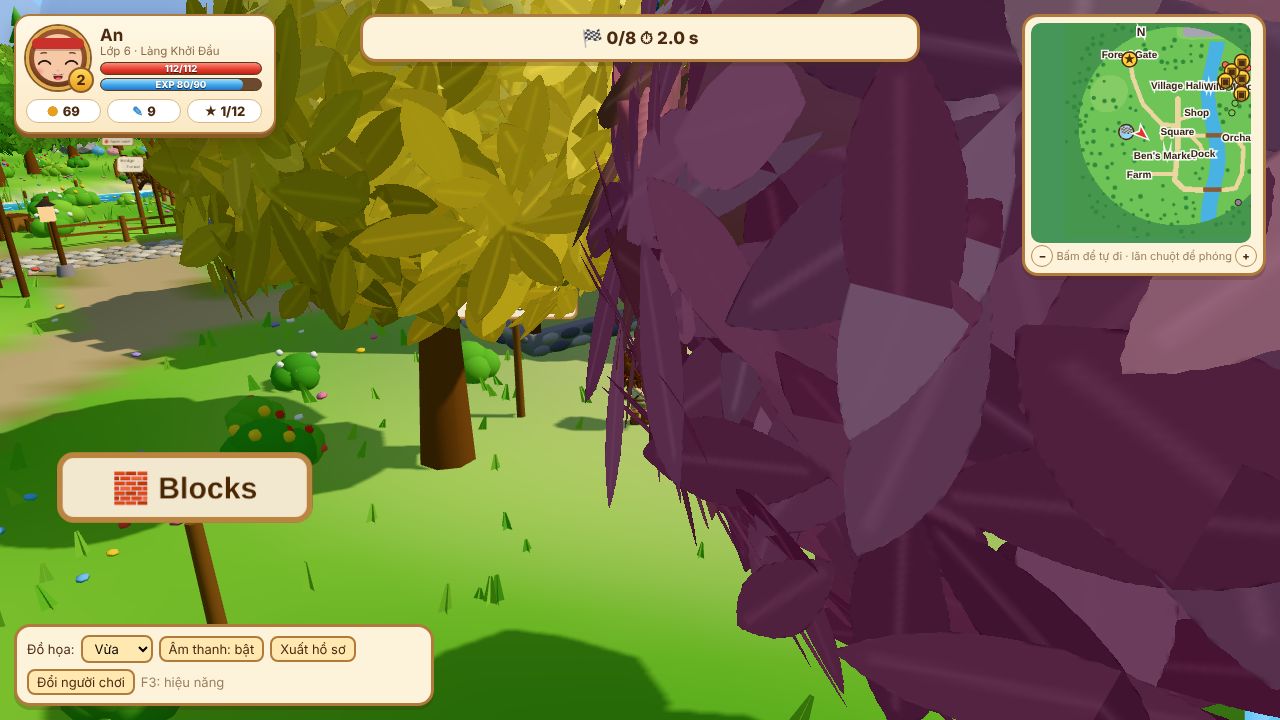 An
Lớp 6 · Làng Khởi Đầu
112/112
EXP 80/90
2
69
9
★ 1/12
0/8 ⏱ 2.0 s
N
Village Hall
Shop
Square
Ben's Marke
Dock
Farm
Orcha
− Bấm để tự đi · lăn chuột để phóng +
Blocks
Đồ họa: Vừa Âm thanh: bật Xuất hồ sơ
Đổi người chơi F3: hiệu năng